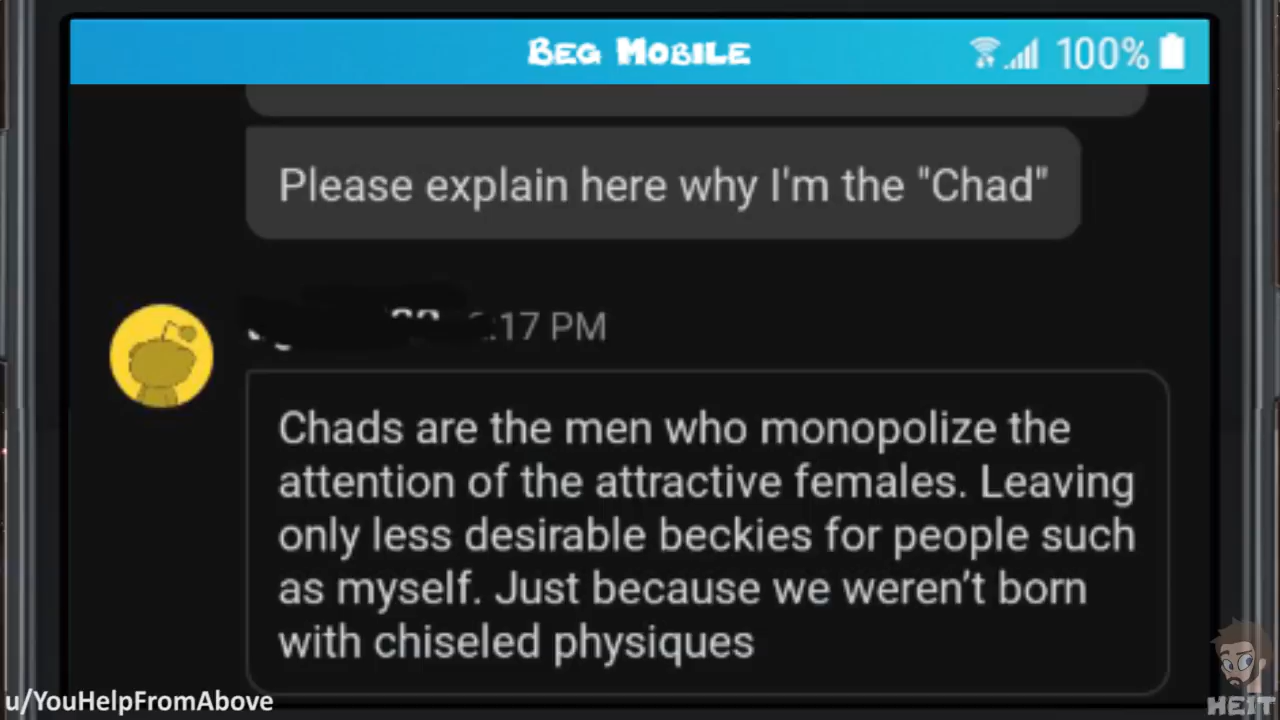 Beg Mobile
100%
Please explain here why I'm the "Chad"
:17 PM
Chads are the men who monopolize the
attention of the attractive females. Leaving
only less desirable beckies for people such
as myself. Just because we weren't born
with chiseled physiques
u/YouHelpFromAbove
HEIT